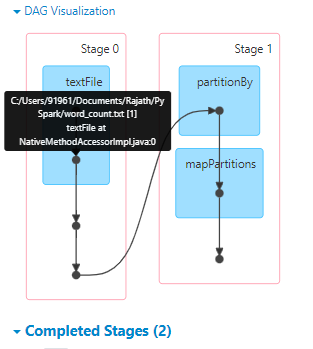 DAG Visualization
Stage 0
Stage 1
textFile
partitionBy
C:/Users/91961/Documents/Rajath/Py
Spark/word_count.txt [1]
textFile at
NativeMethodAccessorImpl.java:0
mapPartitions
Completed Stages (2)